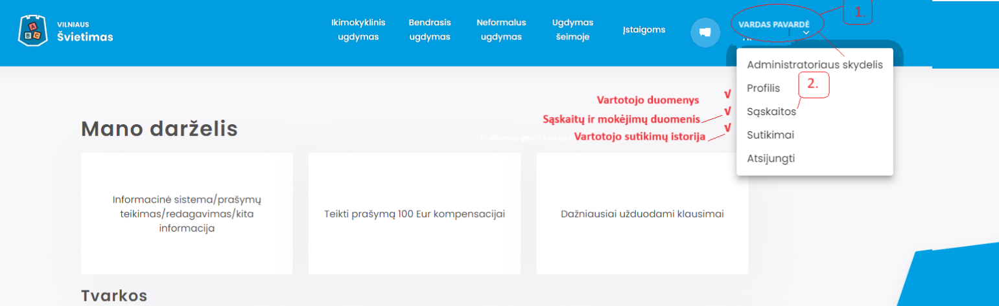 VILNIAUS
Švietimas
Ikimokyklinis
ugdymas
Bendrasis
ugdymas
Neformalus
ugdymas
Ugdymas
šeimoje
Įstaigoms
VARDAS PAVARDĖ
1.
Administratoriaus skydelis
Profilis
2.
Sąskaitos
Sutikimai
Atsijungti
Vartotojo duomenys √
Sąskaitų ir mokėjimų duomenis √
Vartotojo sutikimų istorija √
Mano darželis
Informacinė sistema/prašymų
teikimas/redagavimas/kita
informacija
Teikti prašymą 100 Eur kompensacijai
Dažniausiai užduodami klausimai
Tvarkos